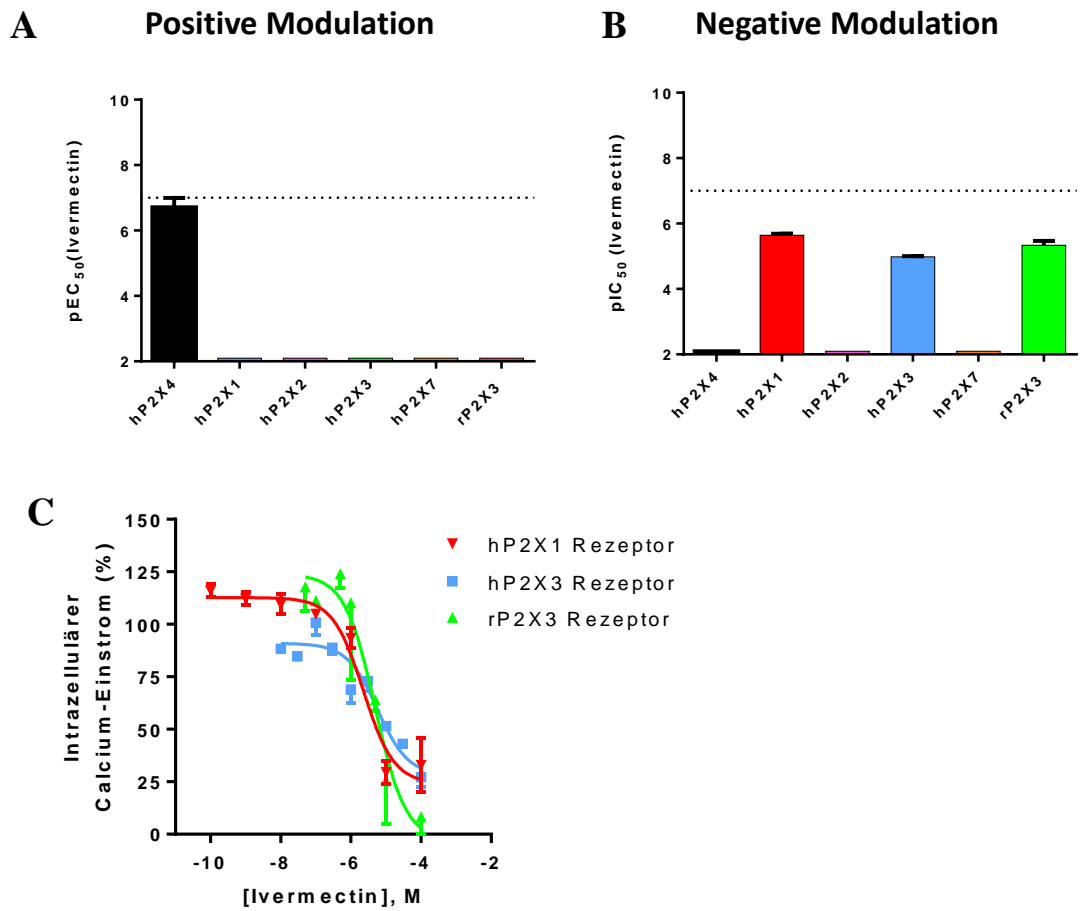 A Positive Modulation
B Negative Modulation
pEC50(Ivermectin)
10
8
6
4
2
hP2X4
hP2X1
hP2X2
hP2X3
hP2X7
rP2X3
pIC50 (Ivermectin)
10
8
6
4
2
hP2X4
hP2X1
hP2X2
hP2X3
hP2X7
rP2X3
C
Intrazellulärer
Calcium-Einstrom (%)
150
125
100
75
50
25
0
-10
-8
-6
-4
-2
[Ivermectin], M
hP2X1 Rezeptor
hP2X3 Rezeptor
rP2X3 Rezeptor